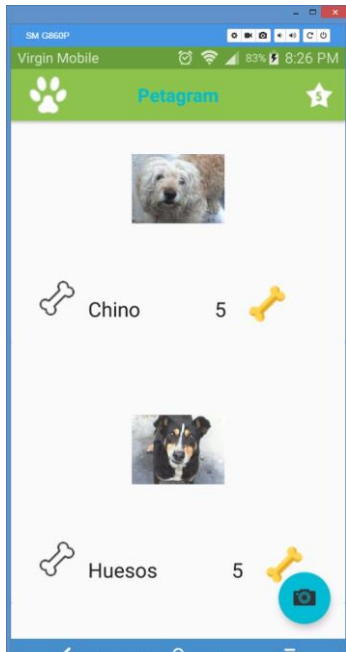 SM G860P
Virgin Mobile 83% 8:26 PM
Petagram 5
Chino 5
Huesos 5